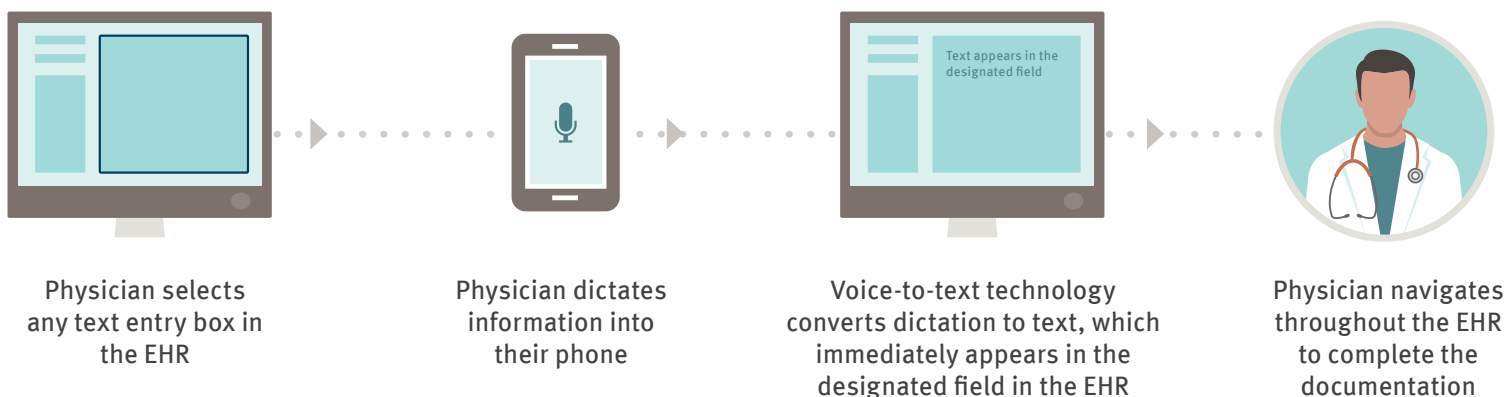 Text appears in the
designated field
Physician selects
any text entry box in
the EHR
Physician dictates
information into
their phone
Voice-to-text technology
converts dictation to text, which
immediately appears in the
designated field in the EHR
Physician navigates
throughout the EHR
to complete the
documentation